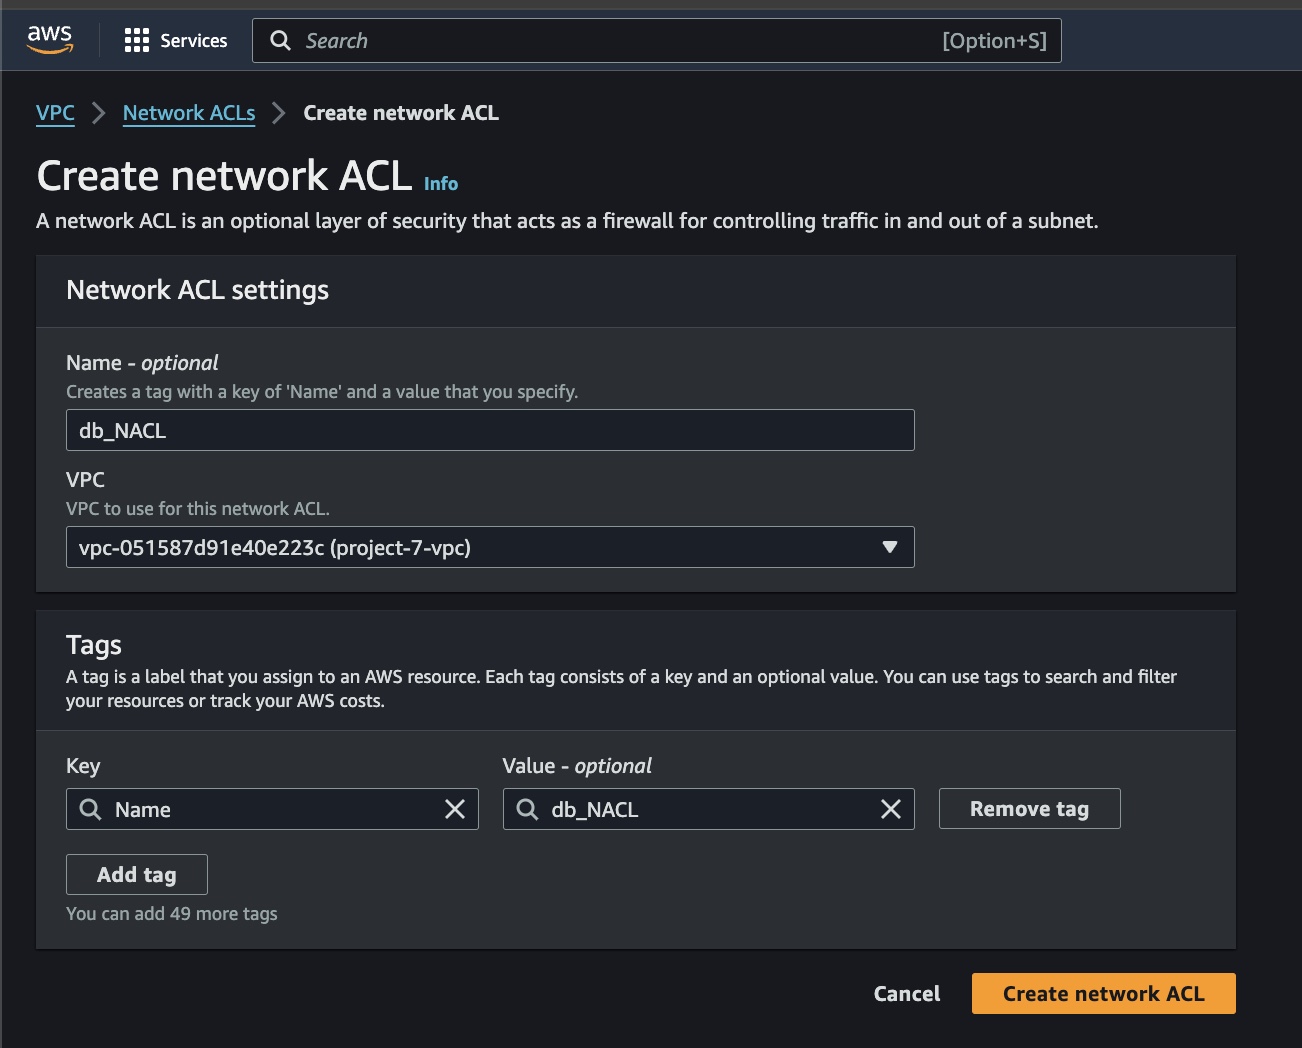 aws
Services
Search
[Option+S]
VPC
Network ACLs
Create network ACL
Create network ACL Info
A network ACL is an optional layer of security that acts as a firewall for controlling traffic in and out of a subnet.
Network ACL settings
Name - optional
Creates a tag with a key of 'Name' and a value that you specify.
db_NACL
VPC
VPC to use for this network ACL.
vpc-051587d91e40e223c (project-7-vpc)
Tags
A tag is a label that you assign to an AWS resource. Each tag consists of a key and an optional value. You can use tags to search and filter
your resources or track your AWS costs.
Key
Value - optional
Name
db_NACL
Remove tag
Add tag
You can add 49 more tags
Cancel
Create network ACL